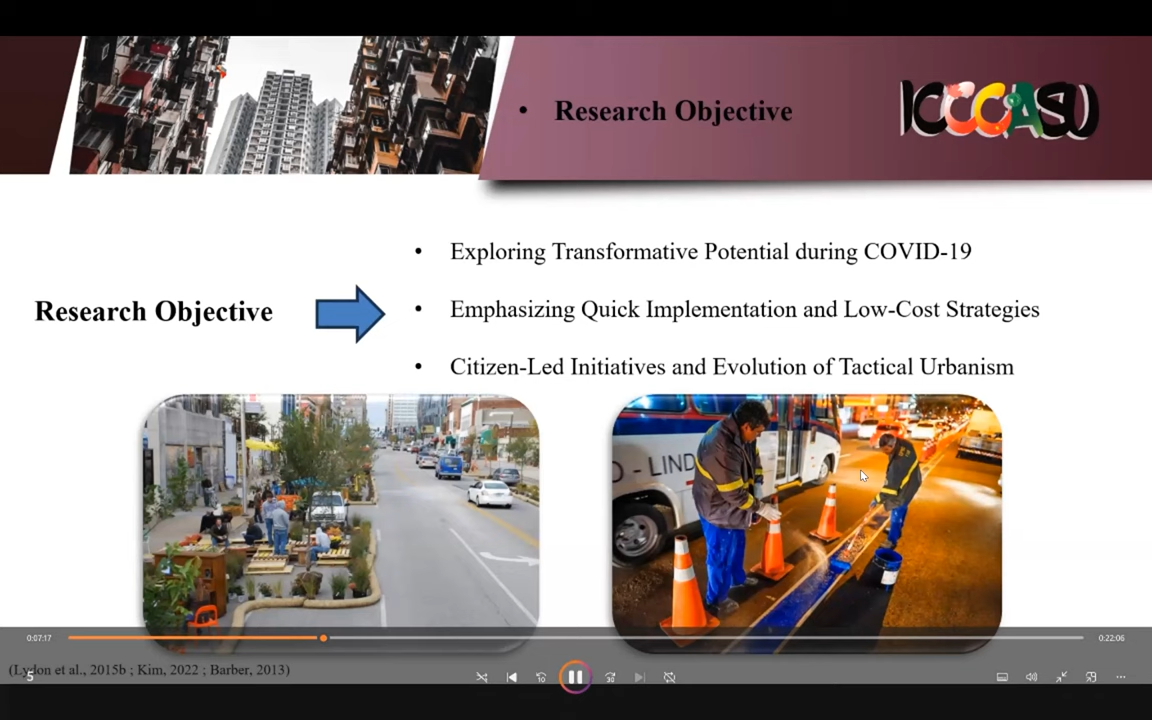 • Research Objective
ICCCASU
• Exploring Transformative Potential during COVID-19
Research Objective
• Emphasizing Quick Implementation and Low-Cost Strategies
• Citizen-Led Initiatives and Evolution of Tactical Urbanism
O - LIND
0:07:17
0:22:06
(Lydon et al., 2015b ; Kim, 2022 ; Barber, 2013)
5
10
30